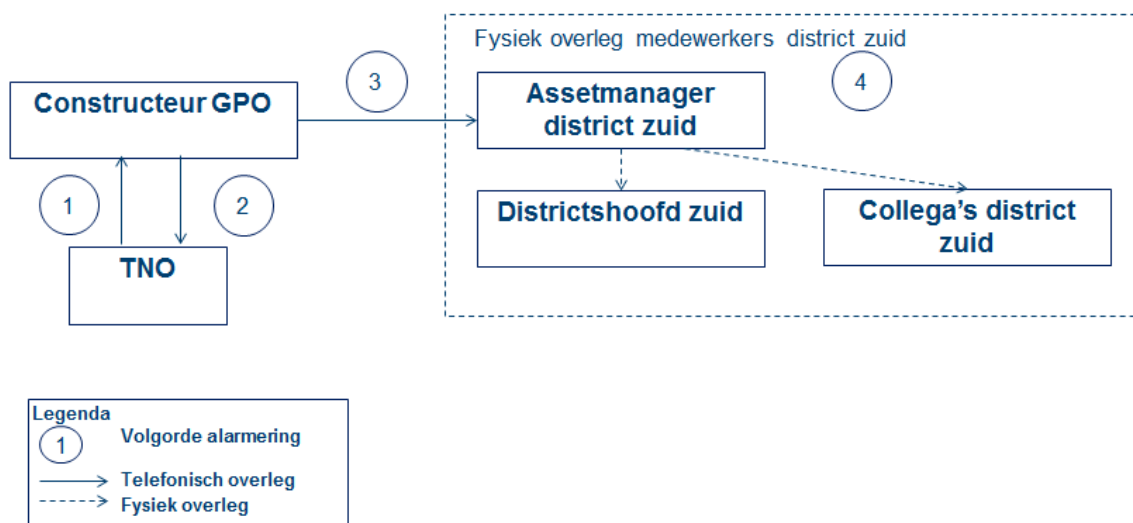 Fysiek overleg medewerkers district zuid
3
4
Constructeur GPO
Assetmanager
district zuid
1
2
Districtshoofd zuid
Collega's district
zuid
TNO
Legenda
1
Volgorde alarmering
Telefonisch overleg
Fysiek overleg